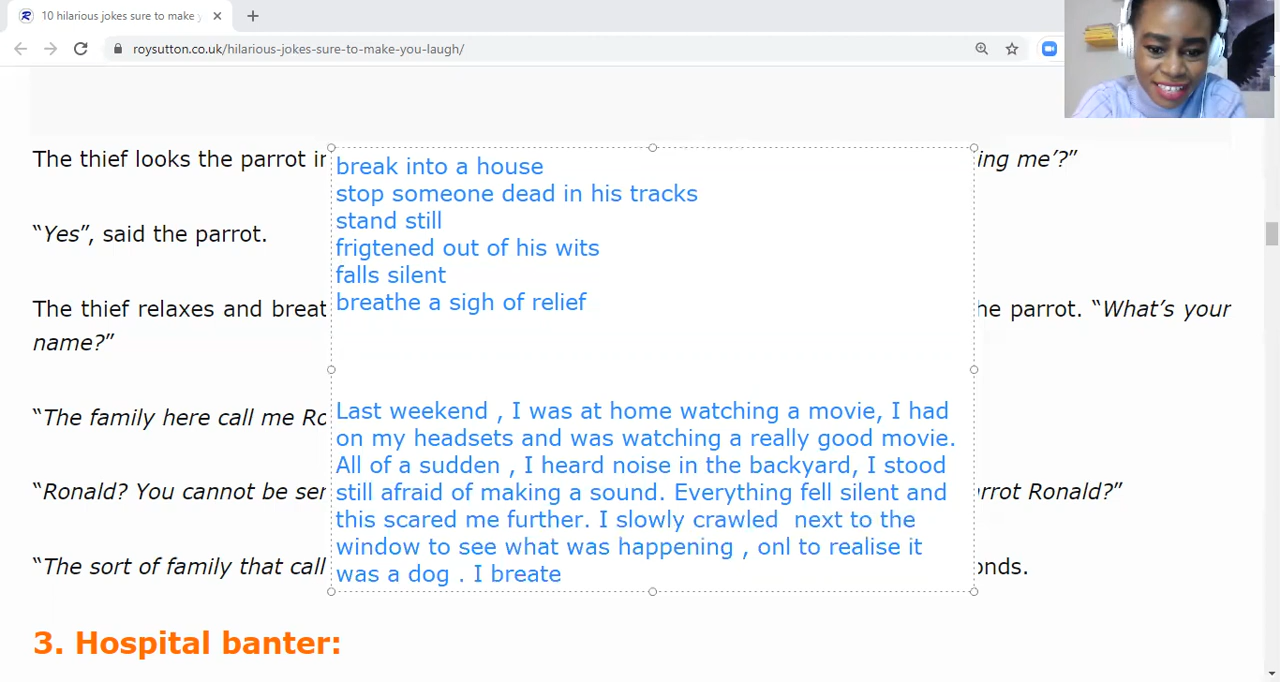 10 hilarious jokes sure to make
roysutton.co.uk/hilarious-jokes-sure-to-make-you-laugh/
The thief looks the parrot in
ing me’?”
“Yes”, said the parrot.
The thief relaxes and breat
he parrot. “What’s your
name?”
“The family here call me Ro
“Ronald? You cannot be ser
rrot Ronald?”
“The sort of family that call
onds.
break into a house
stop someone dead in his tracks
stand still
frigtened out of his wits
falls silent
breathe a sigh of relief
Last weekend , I was at home watching a movie, I had
on my headsets and was watching a really good movie.
All of a sudden , I heard noise in the backyard, I stood
still afraid of making a sound. Everything fell silent and
this scared me further. I slowly crawled next to the
window to see what was happening , onl to realise it
was a dog . I breate
3. Hospital banter: